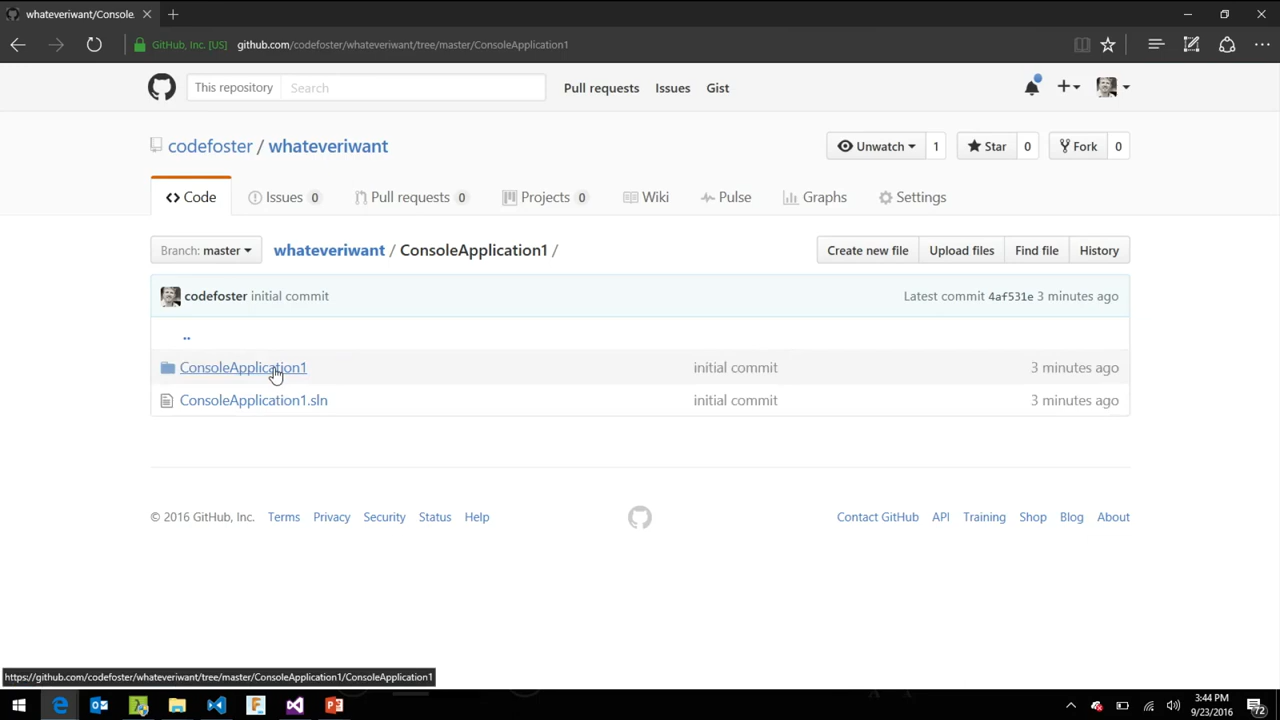 whateveriwant/Console.
GitHub, Inc. [US] github.com/codefoster/whateveriwant/tree/master/ConsoleApplication1
This repository Search Pull requests Issues Gist
codefoster / whateveriwant Unwatch 1 Star 0 Fork 0
Code Issues 0 Pull requests 0 Projects 0 Wiki Pulse Graphs Settings
Branch: master whateveriwant / ConsoleApplication1 / Create new file Upload files Find file History
codefoster initial commit Latest commit 4af531e 3 minutes ago
..
ConsoleApplication1 initial commit 3 minutes ago
ConsoleApplication1.sln initial commit 3 minutes ago
© 2016 GitHub, Inc. Terms Privacy Security Status Help Contact GitHub API Training Shop Blog About
https://github.com/codefoster/whateveriwant/tree/master/ConsoleApplication1/ConsoleApplication1
3:44 PM
9/23/2016
72